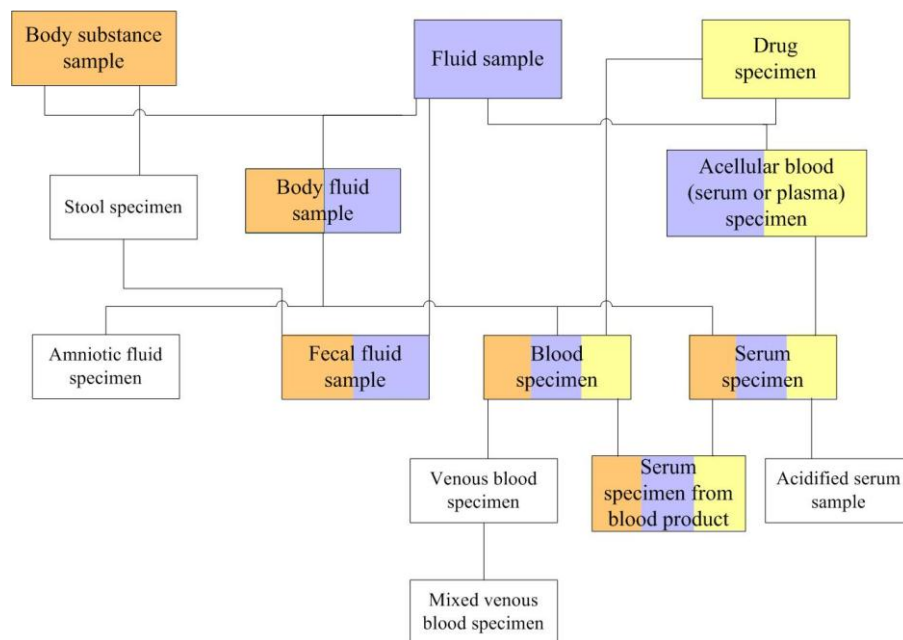 Body substance
sample
Fluid sample
Drug
specimen
Stool specimen
Body fluid
sample
Acellular blood
(serum or plasma)
specimen
Amniotic fluid
specimen
Fecal fluid
sample
Blood
specimen
Serum
specimen
Venous blood
specimen
Serum
specimen from
blood product
Acidified serum
sample
Mixed venous
blood specimen